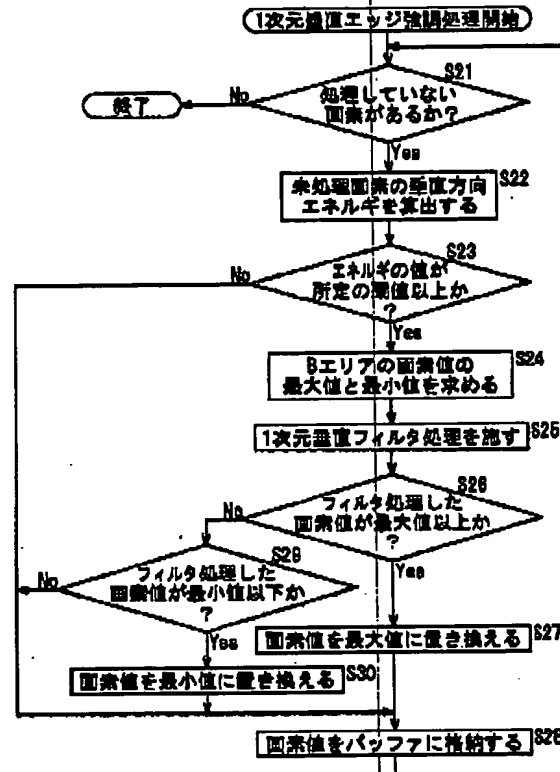 1次元垂直エッジ強調処理開始
S21
処理していない
画素があるか？
No
終了
Yes
S22
未処理画素の垂直方向
エネルギを算出する
S23
エネルギの値が
所定の閾値以上か
？
No
Yes
S24
Bエリアの画素値の
最大値と最小値を求める
S25
1次元垂直フィルタ処理を施す
S26
フィルタ処理した
画素値が最大値以上か
？
No
Yes
S29
フィルタ処理した
画素値が最小値以下か
？
No
Yes
S27
画素値を最大値に置き換える
画素値を最小値に置き換える
S30
画素値をバッファに格納する
S28